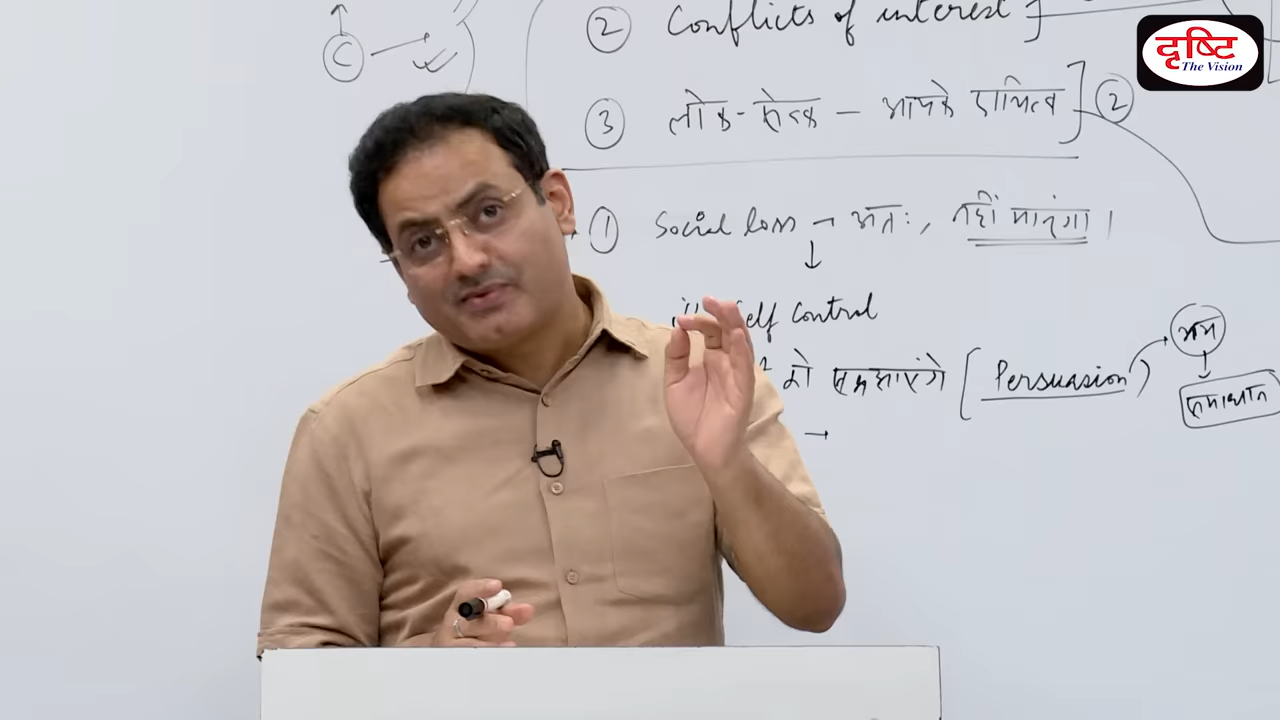 ② Conflicts of interest
दृष्टि
The Vision
C
③ लोक-सेवक – आपके दायित्व ②
① Social loss → अतः, नहीं मारूंगा।
Self Control
को समझाएंगे (Persuasion)
समाधान